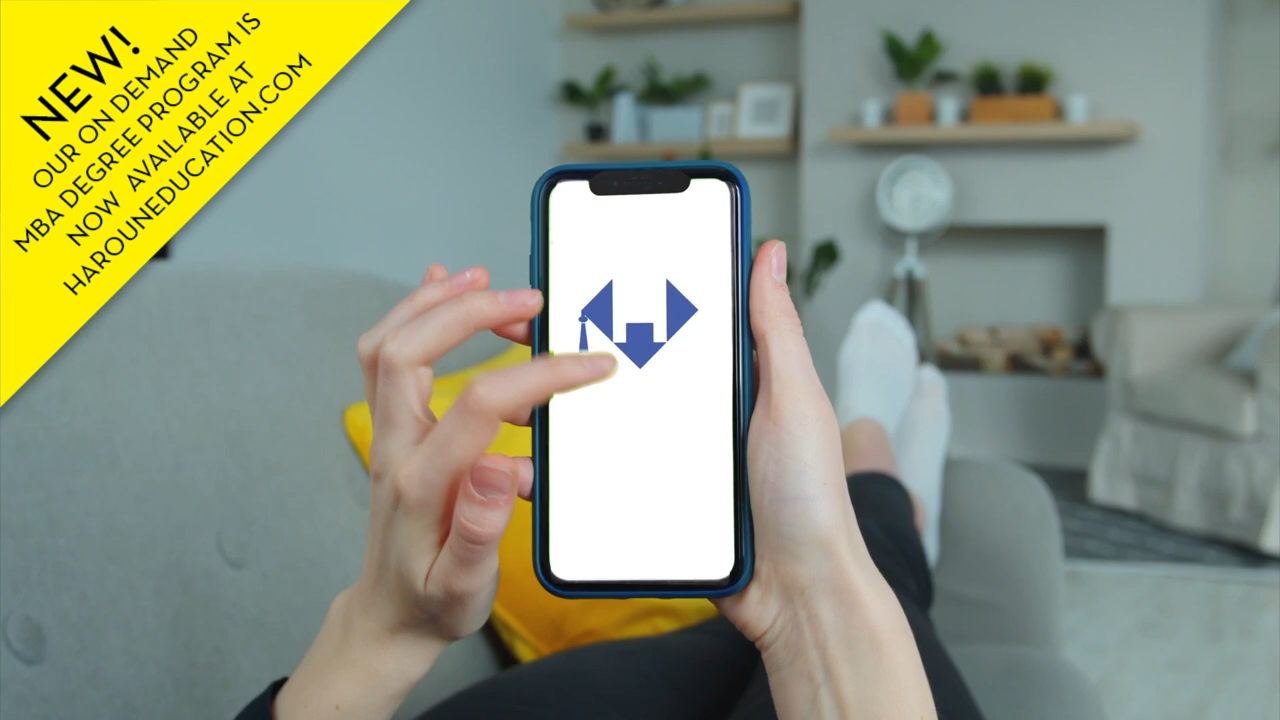 NEW!
OUR ON DEMAND
MBA DEGREE PROGRAM IS
NOW AVAILABLE AT
HAROUNEDUCATION.COM